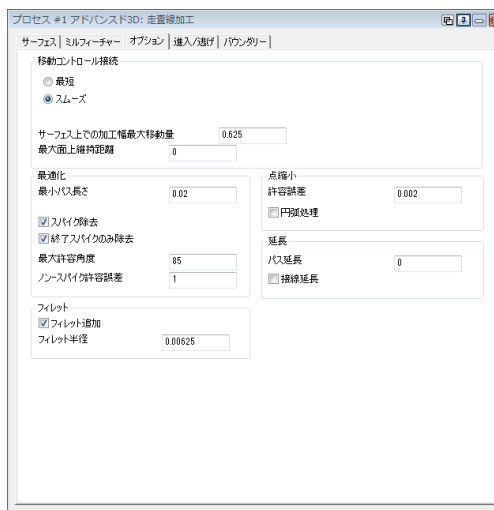 プロセス #1 アドバンスド3D: 走査線加工
サーフェス ミルフィーチャー オプション 進入/逃げ バウンダリー
移動コントロール接続
最短
スムーズ
サーフェス上での加工幅最大移動量 0.625
最大面上維持距離 0
最適化
最小パス長さ 0.02
スパイク除去
終了スパイクのみ除去
最大許容角度 85
ノンースパイク許容誤差 1
点縮小
許容誤差 0.002
円弧処理
延長
パス延長 0
接線延長
フィレット
フィレット追加
フィレット半径 0.00625